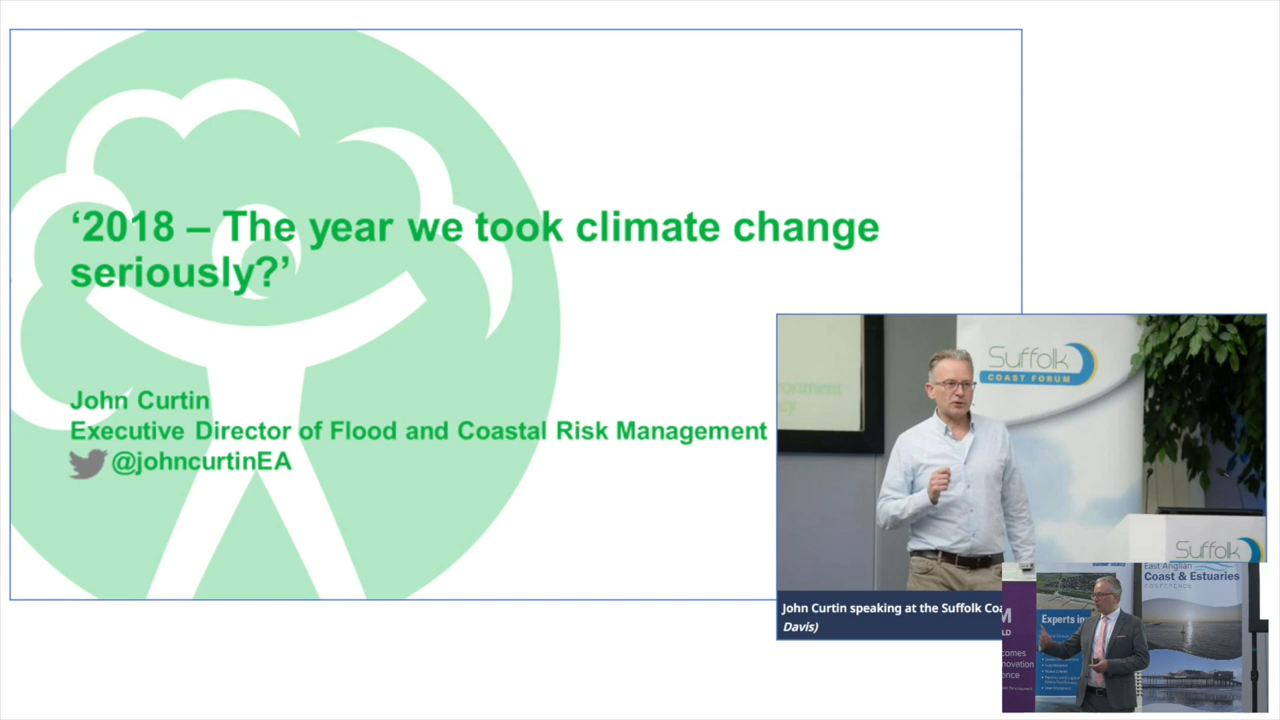 ‘2018 – The year we took climate change
seriously?’
John Curtin
Executive Director of Flood and Coastal Risk Management
@johncurtinEA
Suffolk
COAST FORUM
Suffolk
John Curtin speaking at the Suffolk Coa
Davis)
East Anglian
Coast & Estuaries
CONFERENCE
Experts in
M
LD
comes
novation
ence